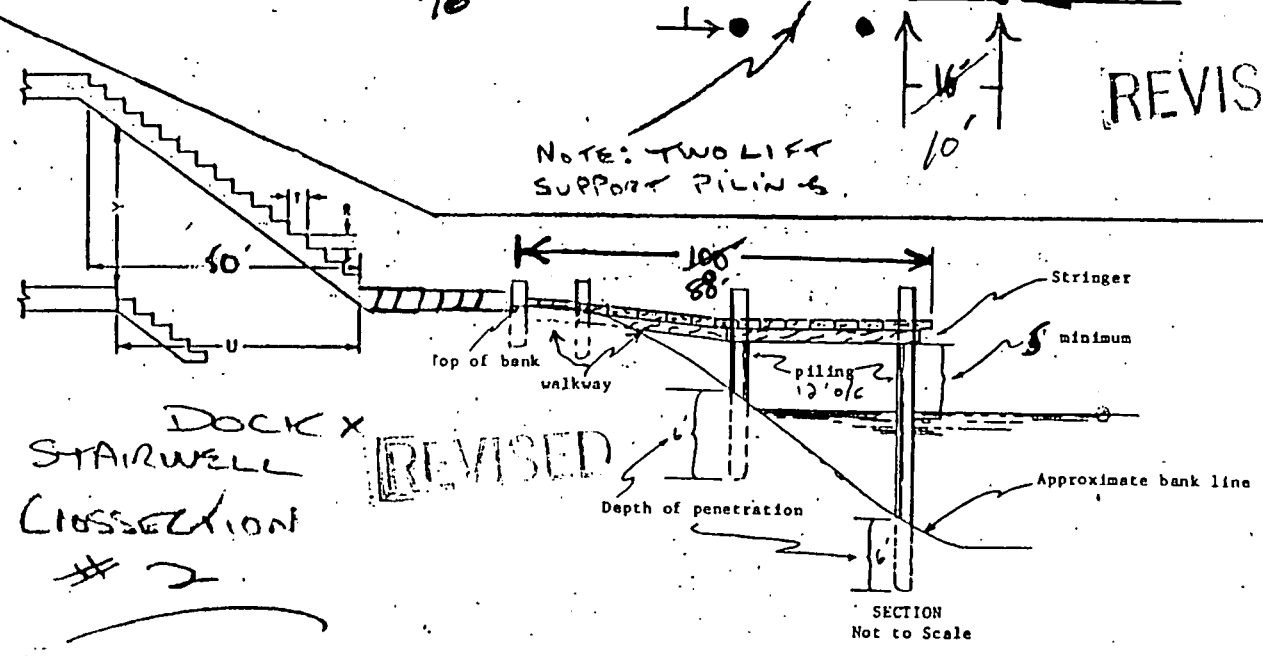 16'
10'
REVIS
NOTE: TWO LIFT
SUPPORT PILINGS.
T
R
Y
100'
88'
Stringer
minimum
Top of bank
walkway
piling
12' o/c
U
6'
DOCK X
STAIRWELL
CROSSECTION
# 2
REVISED
Depth of penetration
Approximate bank line
6'
SECTION
Not to Scale